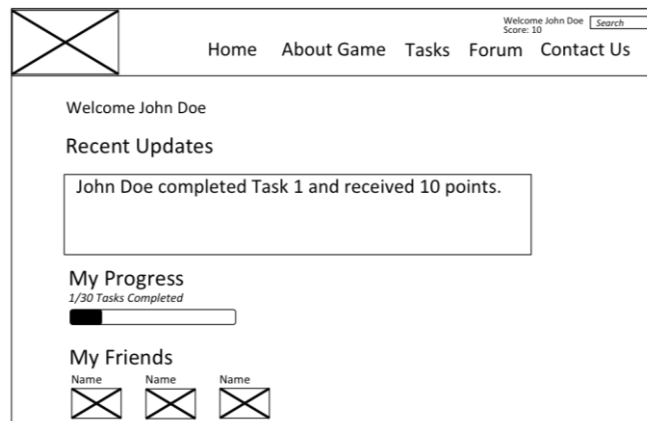 Welcome John Doe
Search
Score: 10
Home About Game Tasks Forum Contact Us
Welcome John Doe
Recent Updates
John Doe completed Task 1 and received 10 points.
My Progress
1/30 Tasks Completed
My Friends
Name Name Name